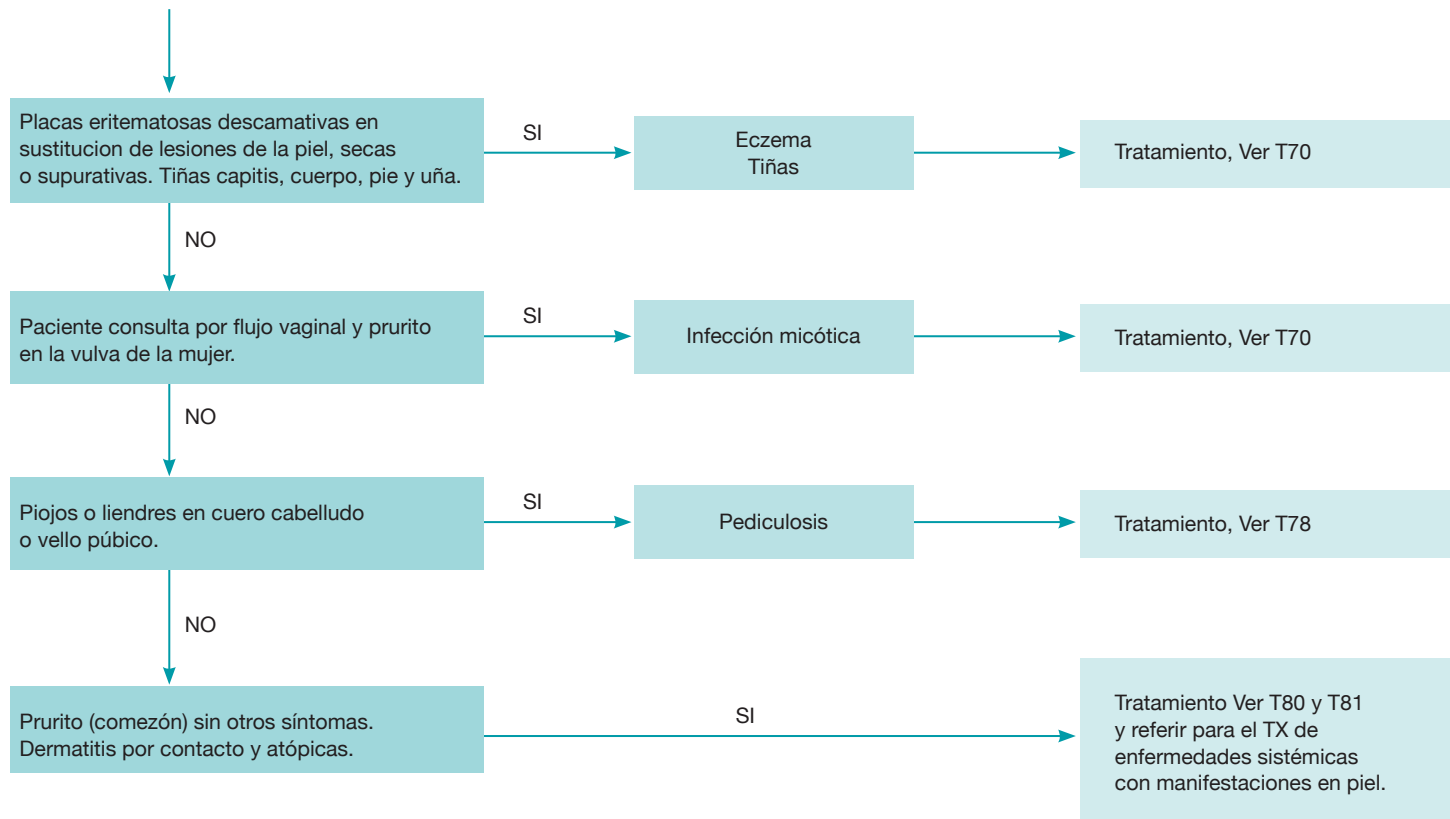 Placas eritematosas descamativas en
sustitucion de lesiones de la piel, secas
o supurativas. Tiñas capitis, cuerpo, pie y uña.
SI
Eczema
Tiñas
Tratamiento, Ver T70
NO
Paciente consulta por flujo vaginal y prurito
en la vulva de la mujer.
SI
Infección micótica
Tratamiento, Ver T70
NO
Piojos o liendres en cuero cabelludo
o vello púbico.
SI
Pediculosis
Tratamiento, Ver T78
NO
Prurito (comezón) sin otros síntomas.
Dermatitis por contacto y atópicas.
SI
Tratamiento Ver T80 y T81
y referir para el TX de
enfermedades sistémicas
con manifestaciones en piel.